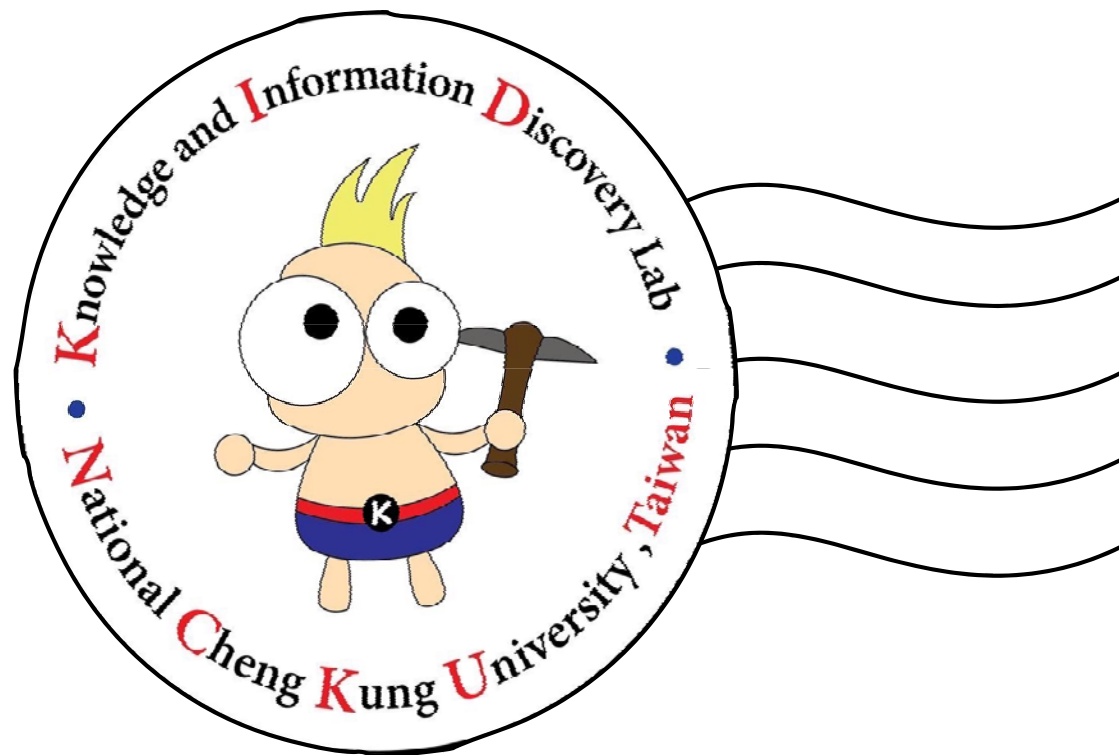 Knowledge and Information Discovery Lab
National Cheng Kung University , Taiwan
K